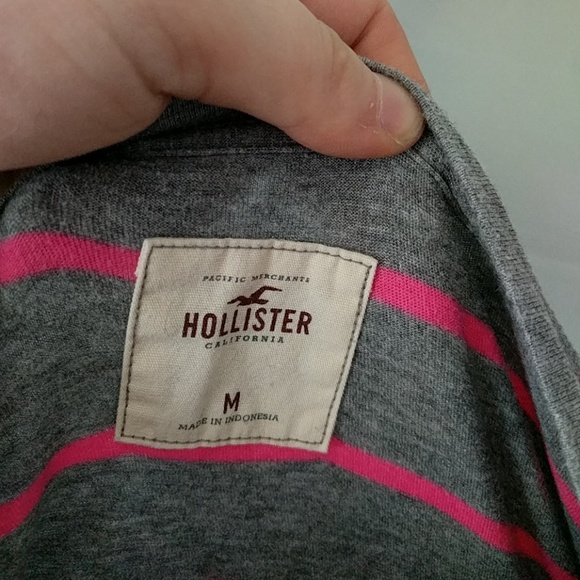 PACIFIC MERCHANTS
HOLLISTER
CALIFORNIA
M
MADE IN INDONESIA